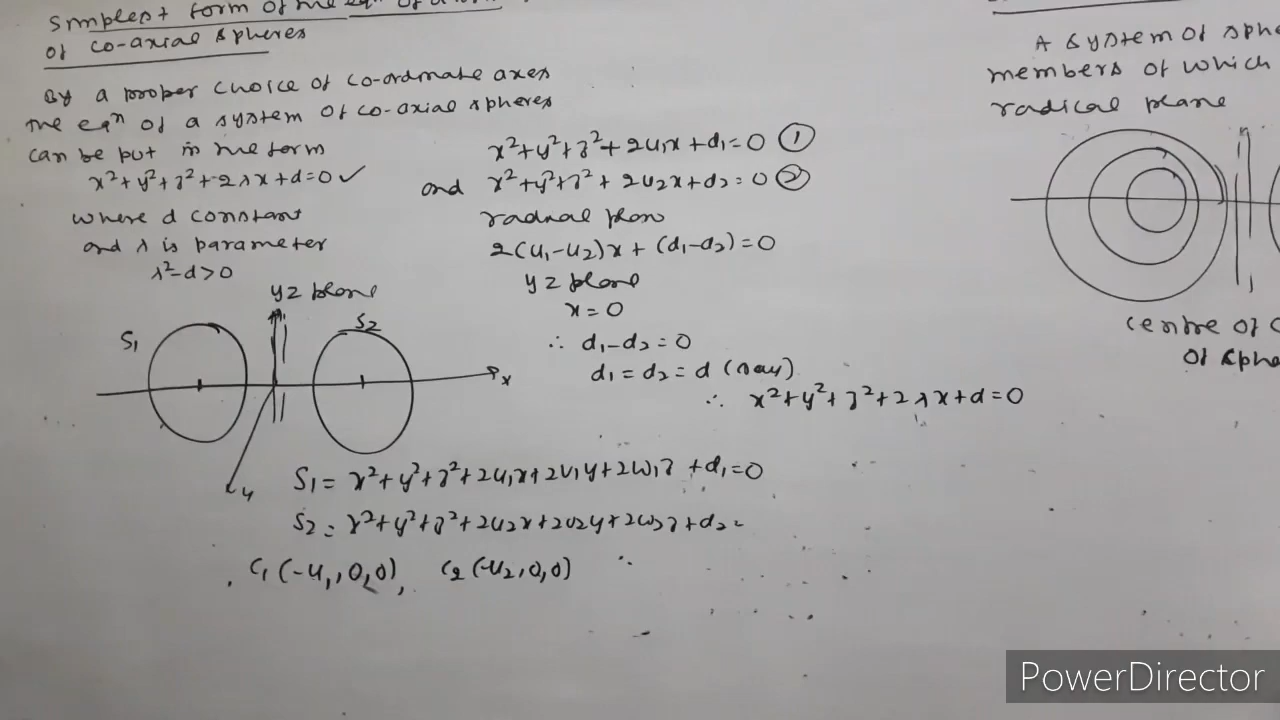 Simplest form of the eqn of a
of co-axial spheres
By a proper choice of co-ordinate axes
the eqn of a system of co-axial spheres
can be put in the form
x²+y²+z²+2λx+d=0 ✓
where d constant
and λ is parameter
λ²-d>0
yz plane
S₁
S₂
x
y
x²+y²+z²+2u₁x+d₁=0 ①
and x²+y²+z²+2u₂x+d₂=0 ②
radical plan
2(u₁-u₂)x+(d₁-d₂)=0
yz plane
x=0
∴ d₁-d₂=0
d₁=d₂=d (say)
∴ x²+y²+z²+2λx+d=0
S₁= x²+y²+z²+2u₁x+2v₁y+2w₁z+d₁=0
S₂= x²+y²+z²+2u₂x+2v₂y+2w₂z+d₂=
C₁(-u₁,0,0), C₂(-u₂,0,0)
A system of sphe
members of which
radical plane
centre of
of sphe
PowerDirector